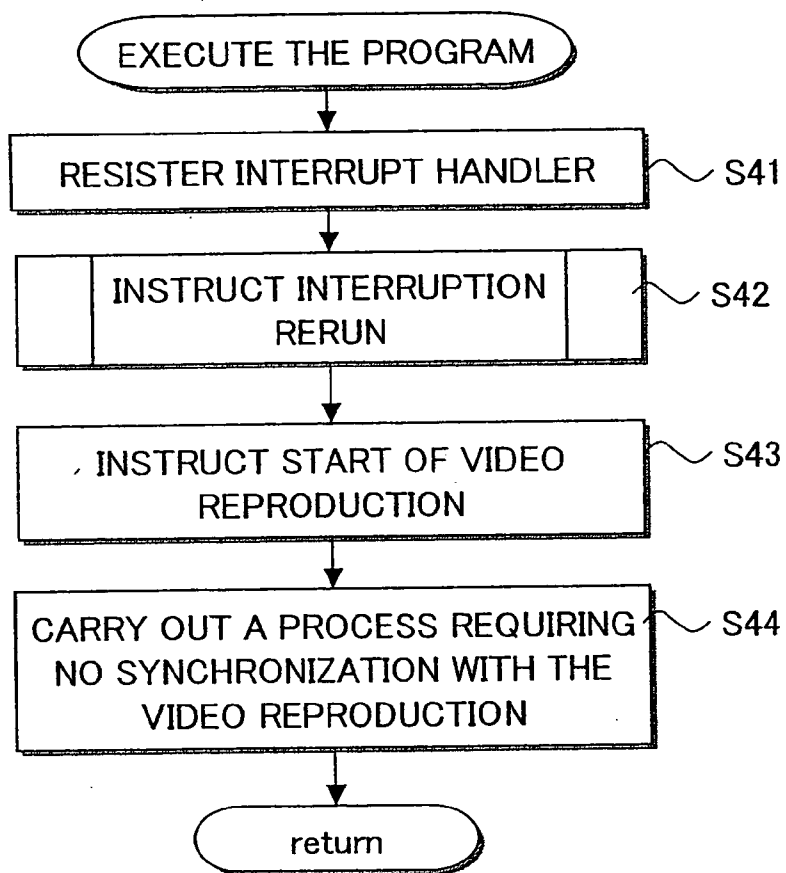 EXECUTE THE PROGRAM
RESISTER INTERRUPT HANDLER
S41
INSTRUCT INTERRUPTION
RERUN
S42
INSTRUCT START OF VIDEO
REPRODUCTION
S43
CARRY OUT A PROCESS REQUIRING
NO SYNCHRONIZATION WITH THE
VIDEO REPRODUCTION
S44
return